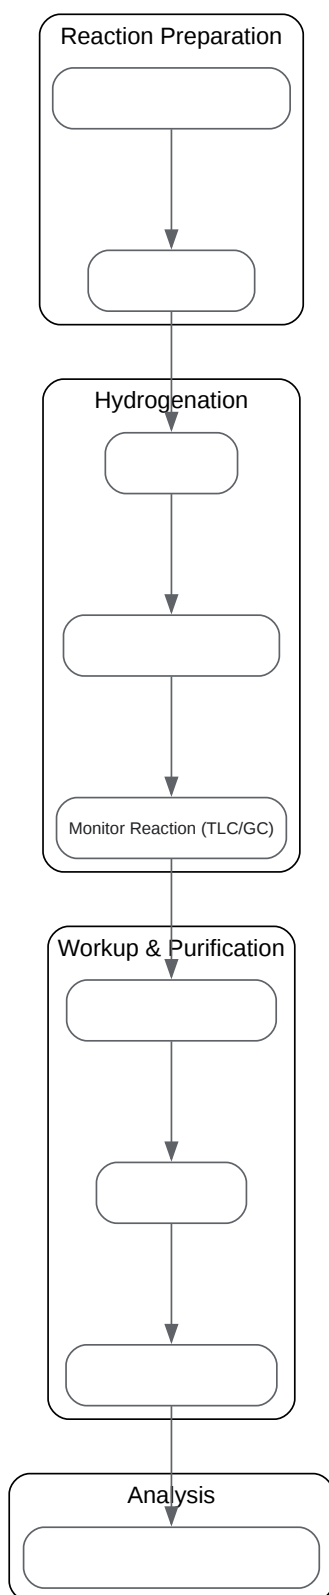 Reaction Preparation
Hydrogenation
Monitor Reaction (TLC/GC)
Workup & Purification
Analysis